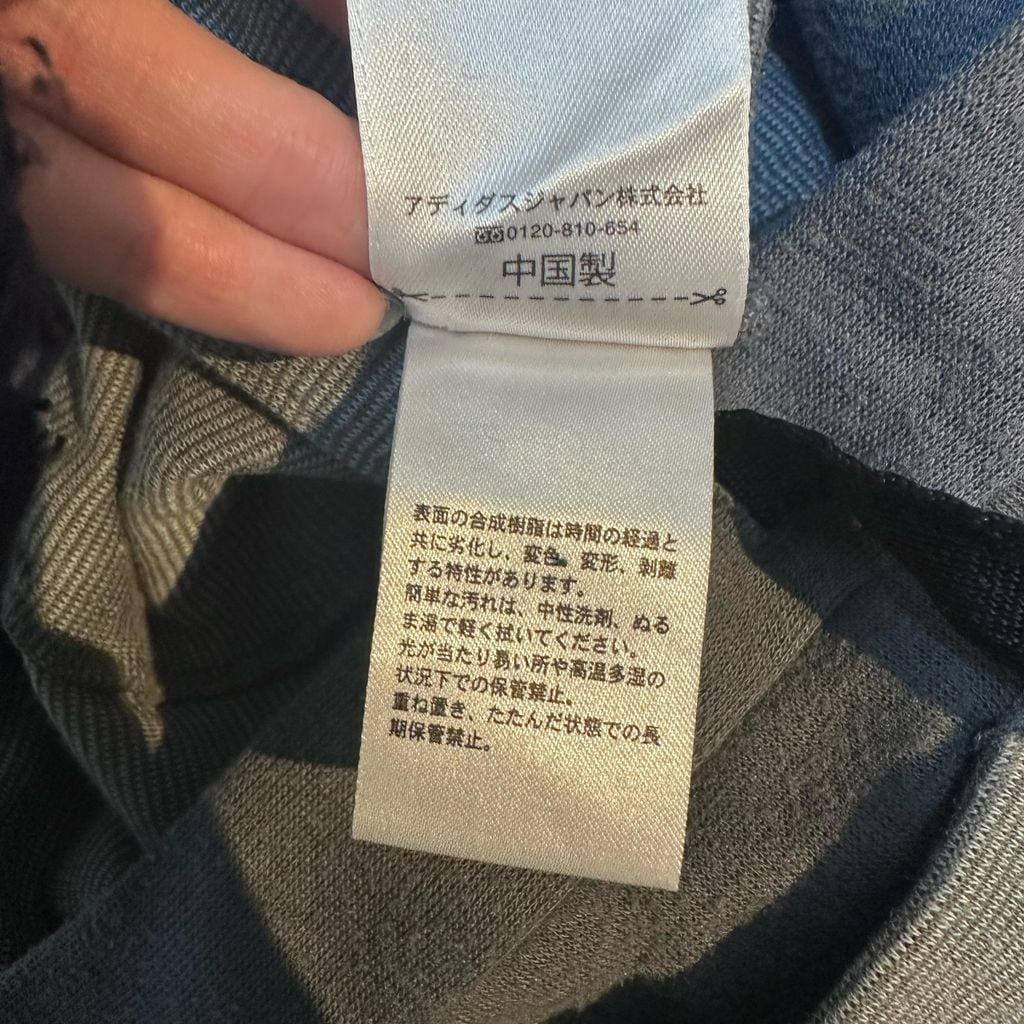 アディダスジャパン株式会社
0120-810-654
中国製
表面の合成樹脂は時間の経過と
共に劣化し、変色、変形、剥離
する特性があります。
簡単な汚れは、中性洗剤、ぬる
ま湯で軽く拭いてください。
光が当たり易い所や高温多湿の
状況下での保管禁止。
重ね置き、たたんだ状態での長
期保管禁止。